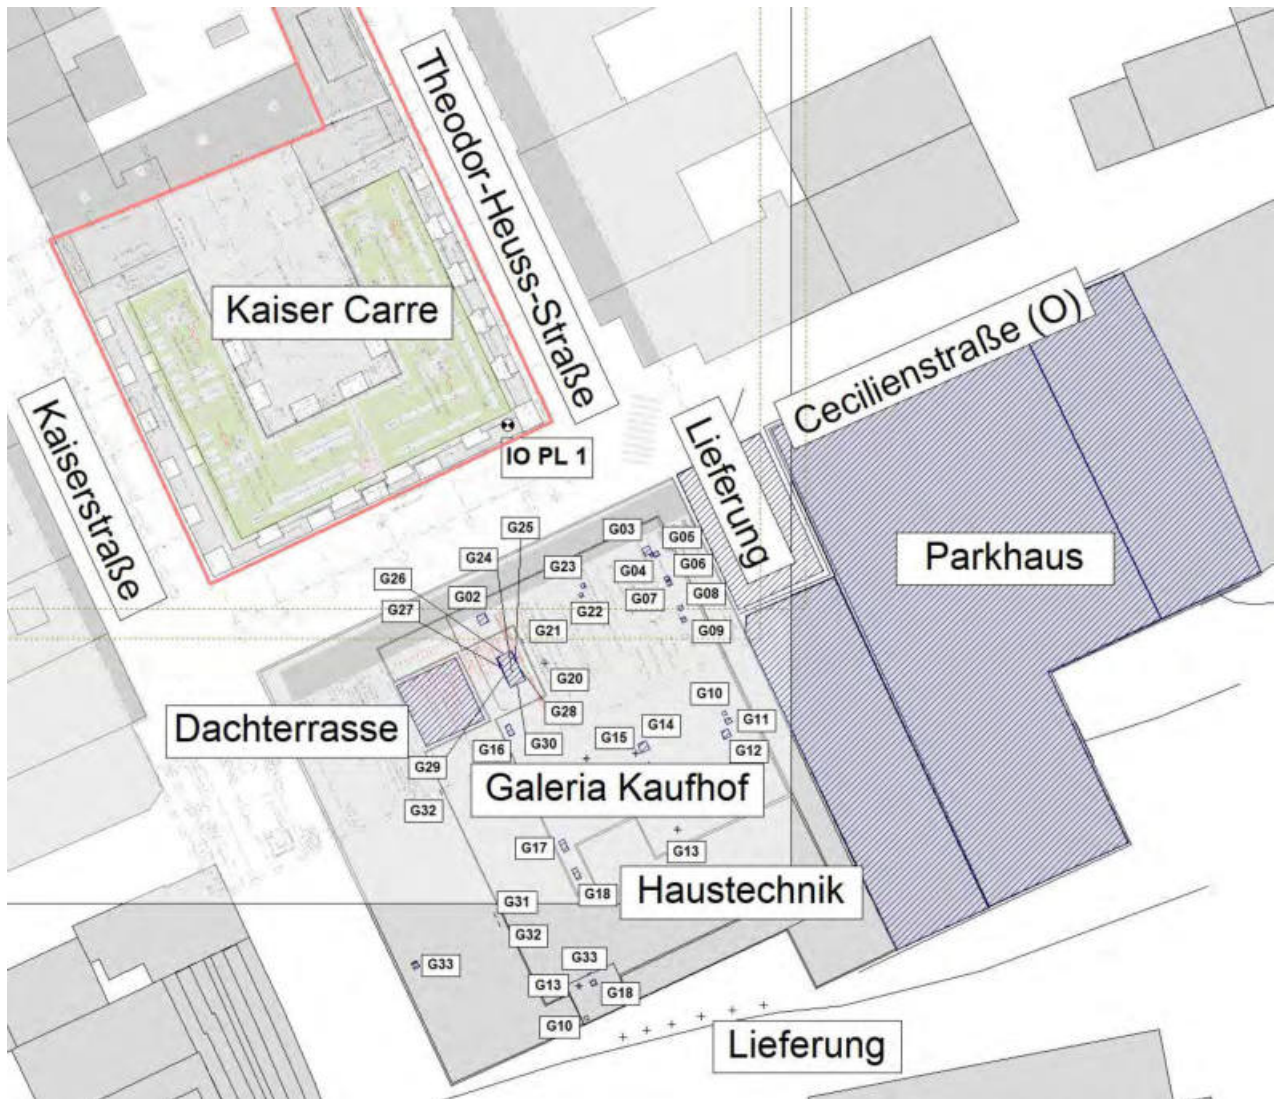 Theodor-Heuss-Straße
Kaiser Carre
Cecilienstraße (O)
Kaiserstraße
Lieferung
IO PL 1
Parkhaus
G25
G03
G05
G24
G23
G04
G06
G26
G02
G07
G08
G27
G22
G21
G09
G20
G10
Dachterrasse
G28
G11
G16
G30
G15
G14
G12
G29
Galeria Kaufhof
G32
G17
G13
Haustechnik
G18
G31
G32
G33
G33
G13
G18
G10
Lieferung